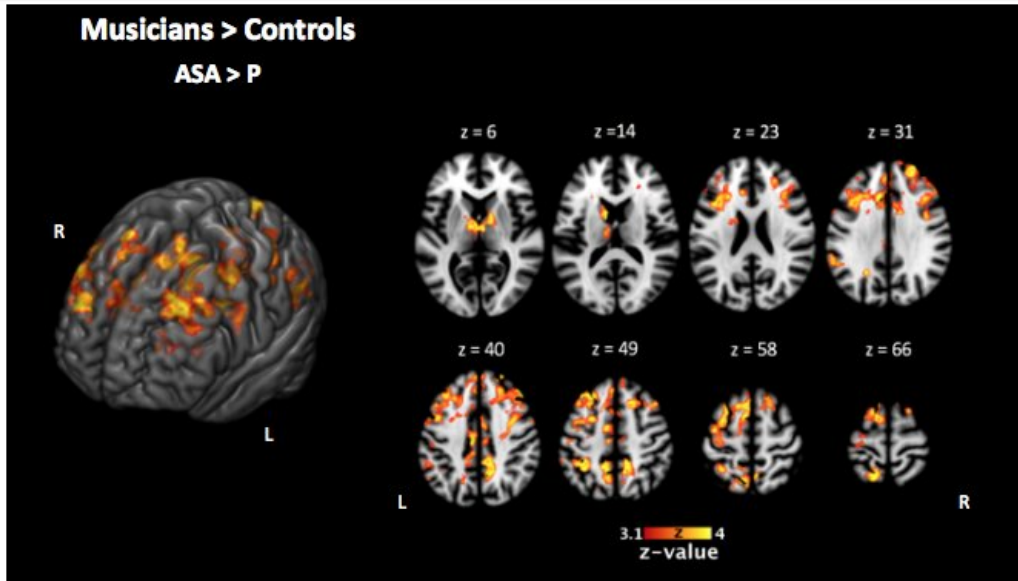 Musicians > Controls
ASA > P
R
L
z = 6
z =14
z = 23
z = 31
z = 40
z = 49
z = 58
z = 66
L
R
3.1 z 4
z-value